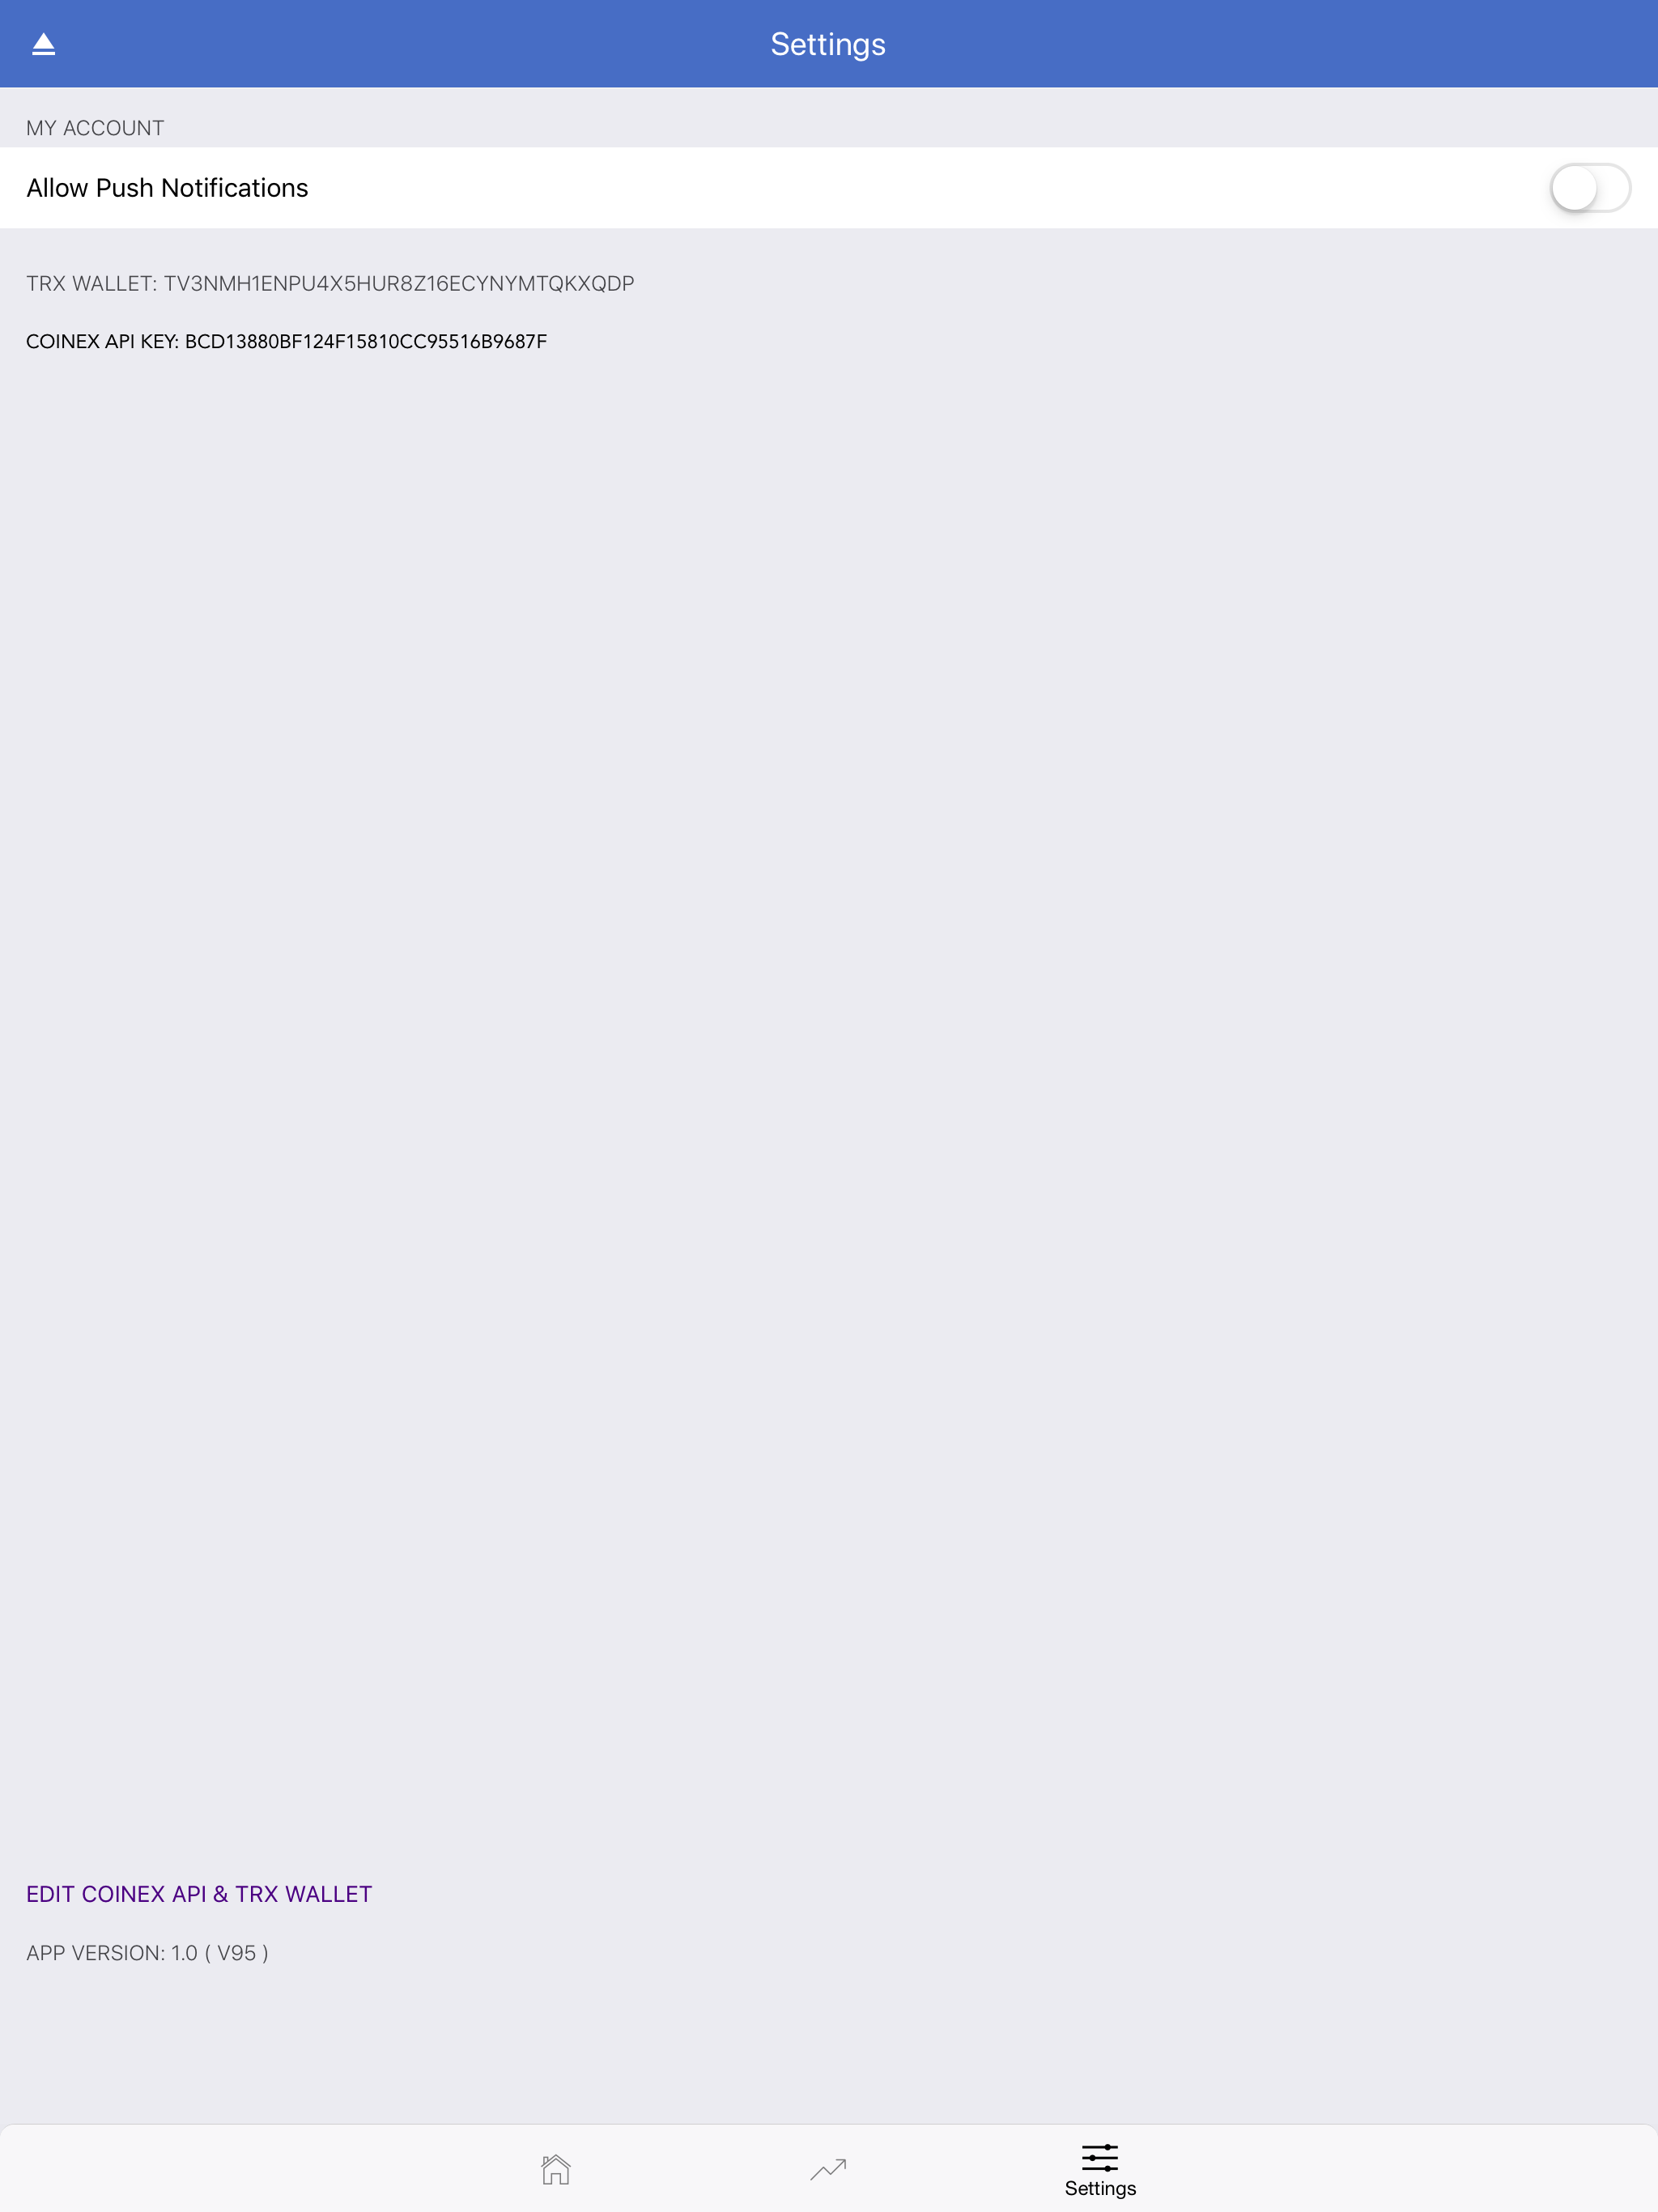 Settings
MY ACCOUNT
Allow Push Notifications
TRX WALLET: TV3NMH1ENPU4X5HUR8Z16ECYNYMTQKXQDP
COINEX API KEY: BCD13880BF124F15810CC95516B9687F
EDIT COINEX API & TRX WALLET
APP VERSION: 1.0 ( V95 )
Settings